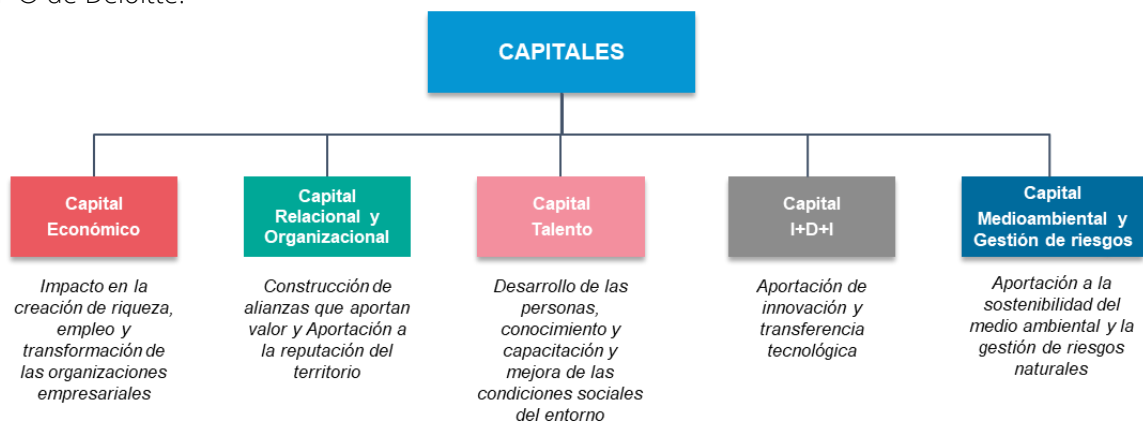 de Deloitte.
CAPITALES
Capital
Económico
Capital
Relacional y
Organizacional
Capital
Talento
Capital
I+D+I
Capital
Medioambiental y
Gestión de riesgos
Impacto en la
creación de riqueza,
empleo y
transformación de
las organizaciones
empresariales
Construcción de
alianzas que aportan
valor y Aportación a
la reputación del
territorio
Desarrollo de las
personas,
conocimiento y
capacitación y
mejora de las
condiciones sociales
del entorno
Aportación de
innovación y
transferencia
tecnológica
Aportación a la
sostenibilidad del
medio ambiental y la
gestión de riesgos
naturales